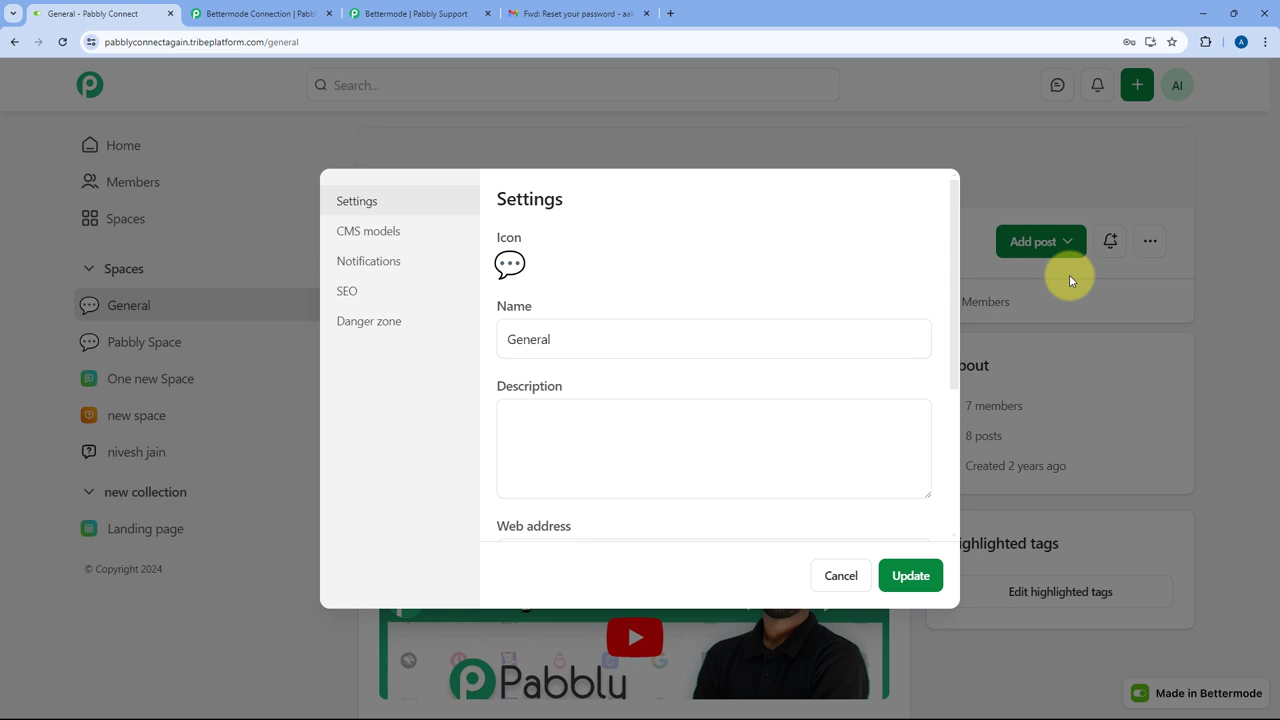 General - Pabbly Connect
Bettermode Connection | Pabb
Bettermode | Pabbly Support
Fwd: Reset your password - aa
pabblyconnectagain.tribeplatform.com/general
A
Search...
AI
Home
Members
Spaces
Spaces
General
Pabbly Space
One new Space
new space
nivesh jain
new collection
Landing page
© Copyright 2024
Settings
CMS models
Notifications
SEO
Danger zone
Settings
Icon
Name
General
Description
Web address
Cancel
Update
Add post
Members
bout
7 members
8 posts
Created 2 years ago
ighlighted tags
Edit highlighted tags
Pabblu
Made in Bettermode